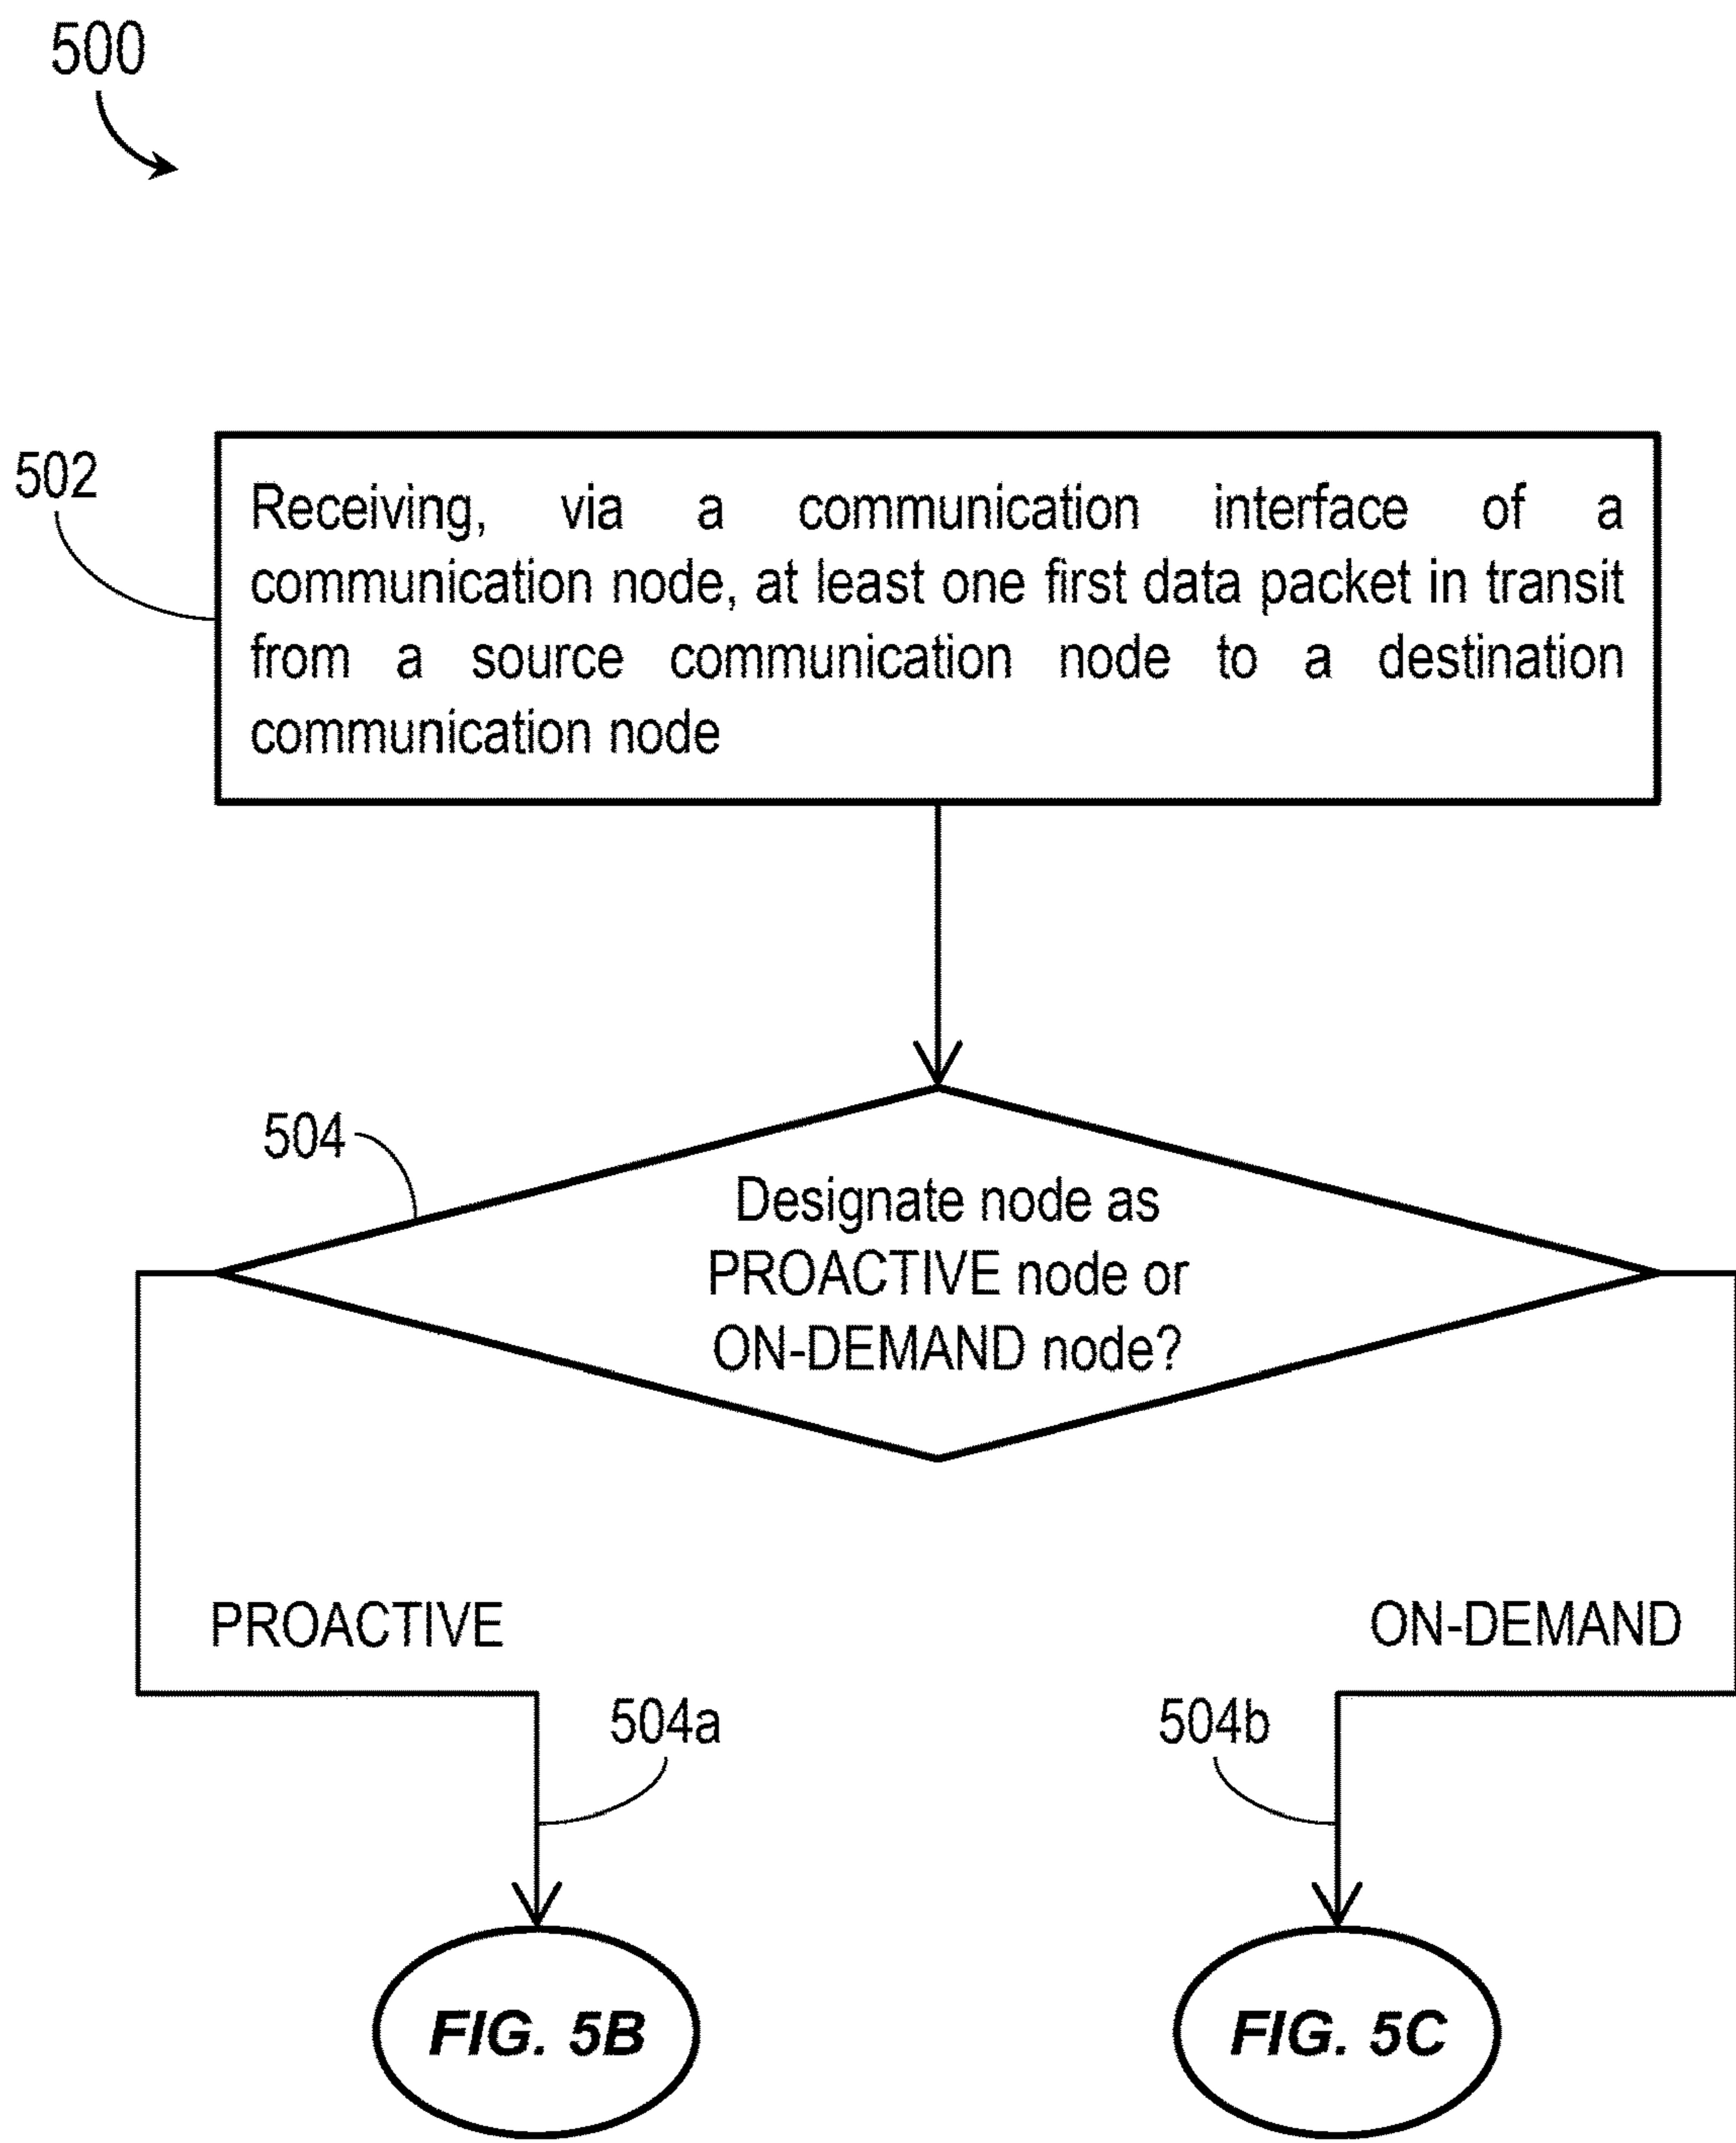 500
502
Receiving, via a communication interface of a
communication node, at least one first data packet in transit
from a source communication node to a destination
communication node
504
Designate node as
PROACTIVE node or
ON-DEMAND node?
PROACTIVE
ON-DEMAND
504a
504b
FIG. 5B
FIG. 5C